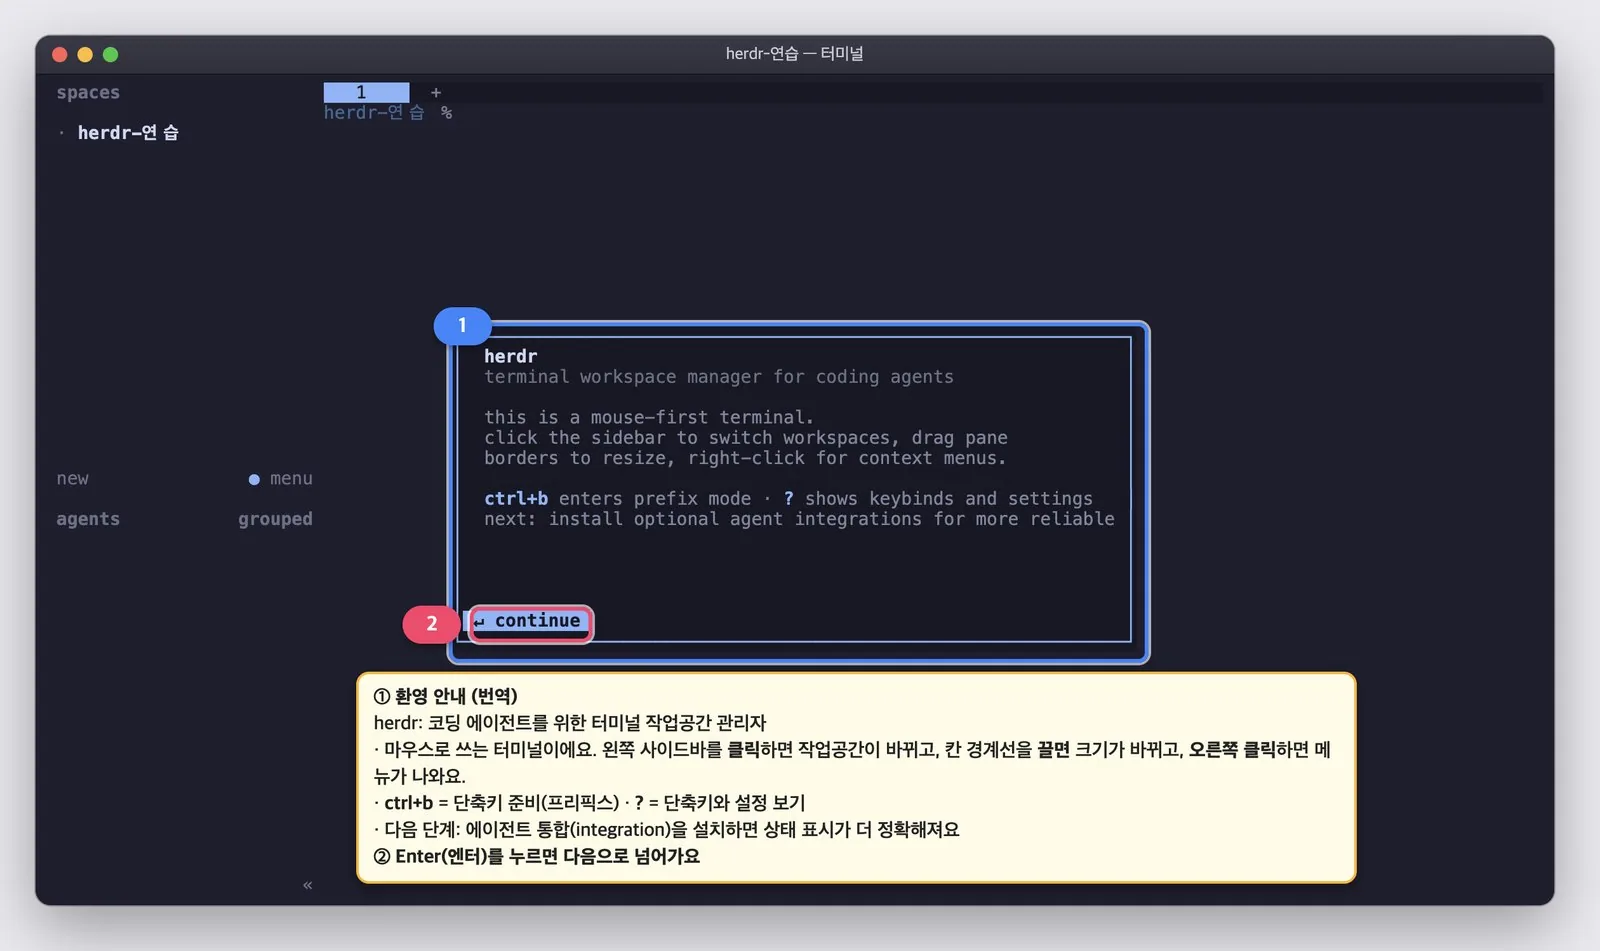 herdr-연습 — 터미널
spaces
· herdr-연 습
1 +
herdr-연 습 %
1
herdr
terminal workspace manager for coding agents
this is a mouse-first terminal.
click the sidebar to switch workspaces, drag pane
borders to resize, right-click for context menus.
ctrl+b enters prefix mode · ? shows keybinds and settings
next: install optional agent integrations for more reliable
new ● menu
agents grouped
2
↵ continue
① 환영 안내 (번역)
herdr: 코딩 에이전트를 위한 터미널 작업공간 관리자
· 마우스로 쓰는 터미널이에요. 왼쪽 사이드바를 클릭하면 작업공간이 바뀌고, 칸 경계선을 끌면 크기가 바뀌고, 오른쪽 클릭하면 메
뉴가 나와요.
· ctrl+b = 단축키 준비(프리픽스) · ? = 단축키와 설정 보기
· 다음 단계: 에이전트 통합(integration)을 설치하면 상태 표시가 더 정확해져요
② Enter(엔터)를 누르면 다음으로 넘어가요
«